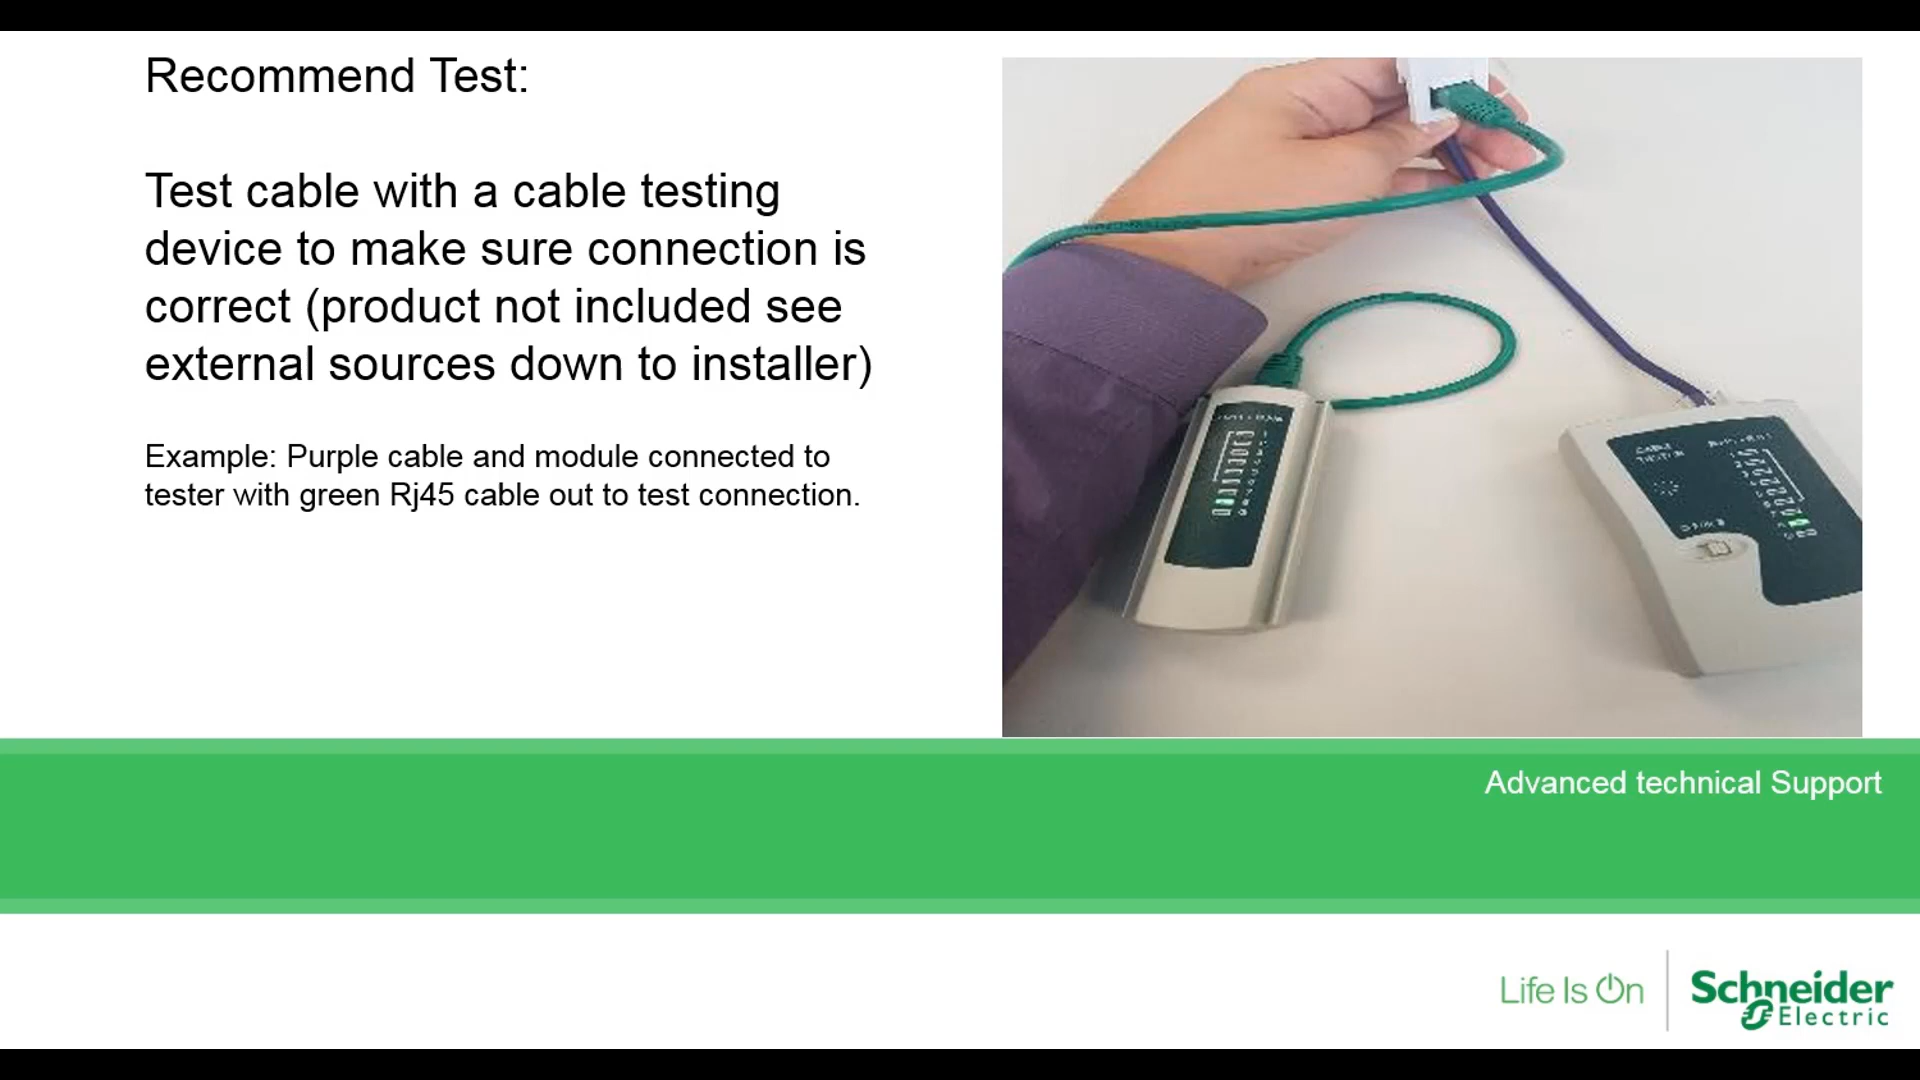 Recommend Test:
Test cable with a cable testing
device to make sure connection is
correct (product not included see
external sources down to installer)
Example: Purple cable and module connected to
tester with green Rj45 cable out to test connection.
Advanced technical Support
Life Is On
Schneider
Electric